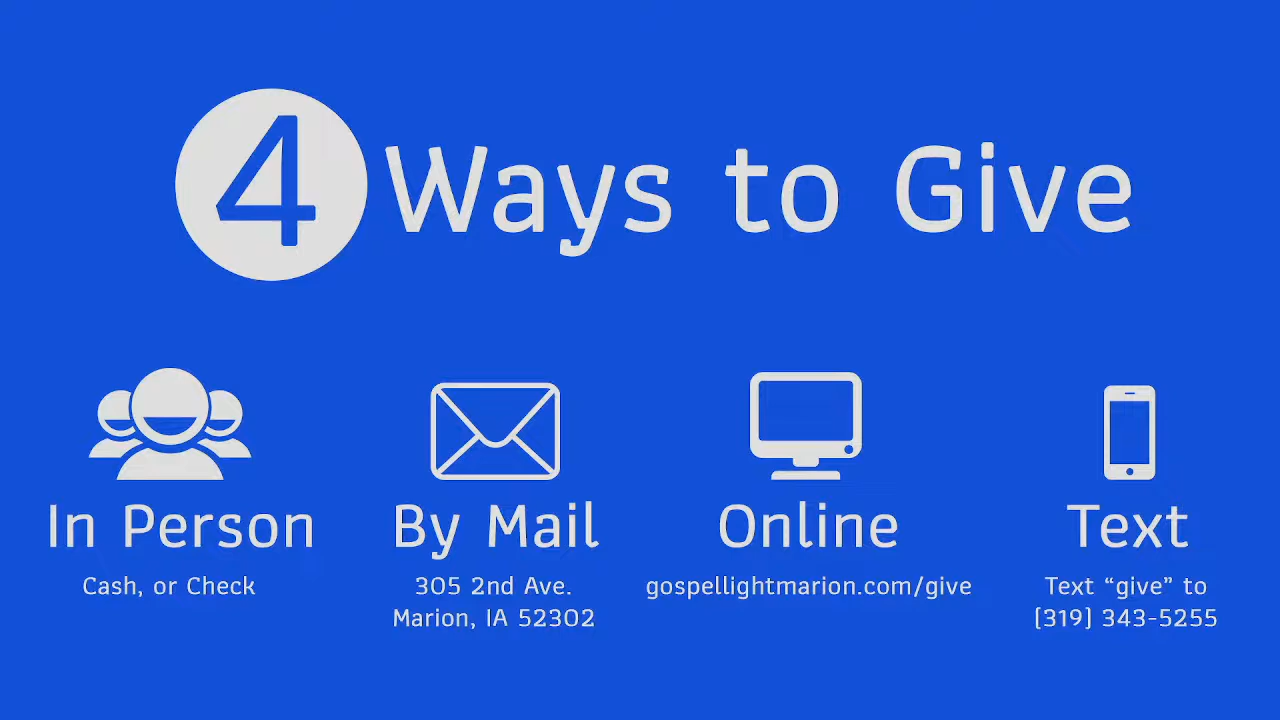 4 Ways to Give
In Person
Cash, or Check
By Mail
305 2nd Ave.
Marion, IA 52302
Online
gospellightmarion.com/give
Text
Text “give” to
(319) 343-5255